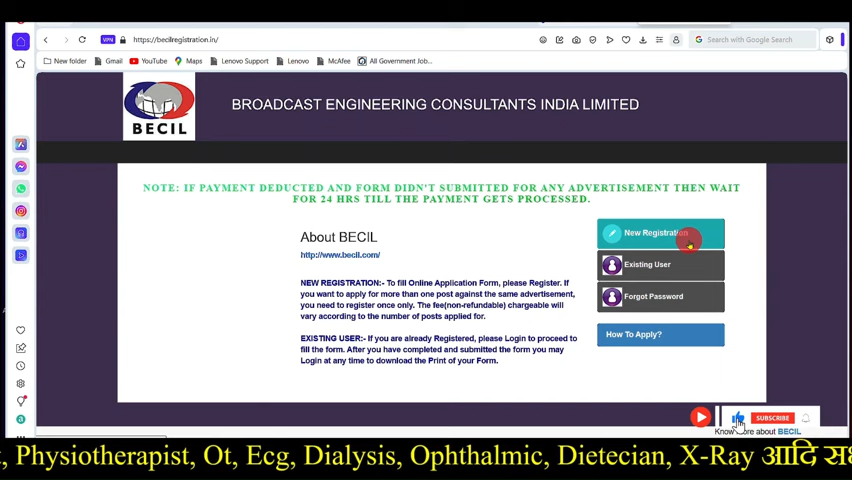 VPN https://becilregistration.in/ Search with Search
New folder Gmail YouTube Maps Lenovo Support Lenovo McAfee All Government Job...
BECIL
BROADCAST ENGINEERING CONSULTANTS INDIA LIMITED
NOTE: IF PAYMENT DEDUCTED AND FORM DIDN'T SUBMITTED FOR ANY ADVERTISEMENT THEN WAIT
FOR 24 HRS TILL THE PAYMENT GETS PROCESSED.
About BECIL
http://www.becil.com/
NEW REGISTRATION:- To fill Online Application Form, please Register. If
you want to apply for more than one post against the same advertisement,
you need to register once only. The fee(non-refundable) chargeable will
vary according to the number of posts applied for.
EXISTING USER:- If you are already Registered, please Login to proceed to
fill the form. After you have completed and submitted the form you may
Login at any time to download the Print of your Form.
New Registration
Existing User
Forgot Password
How To Apply?
SUBSCRIBE
Know more about BECIL
, Physiotherapist, Ot, Ecg, Dialysis, Ophthalmic, Dietecian, X-Ray आदि